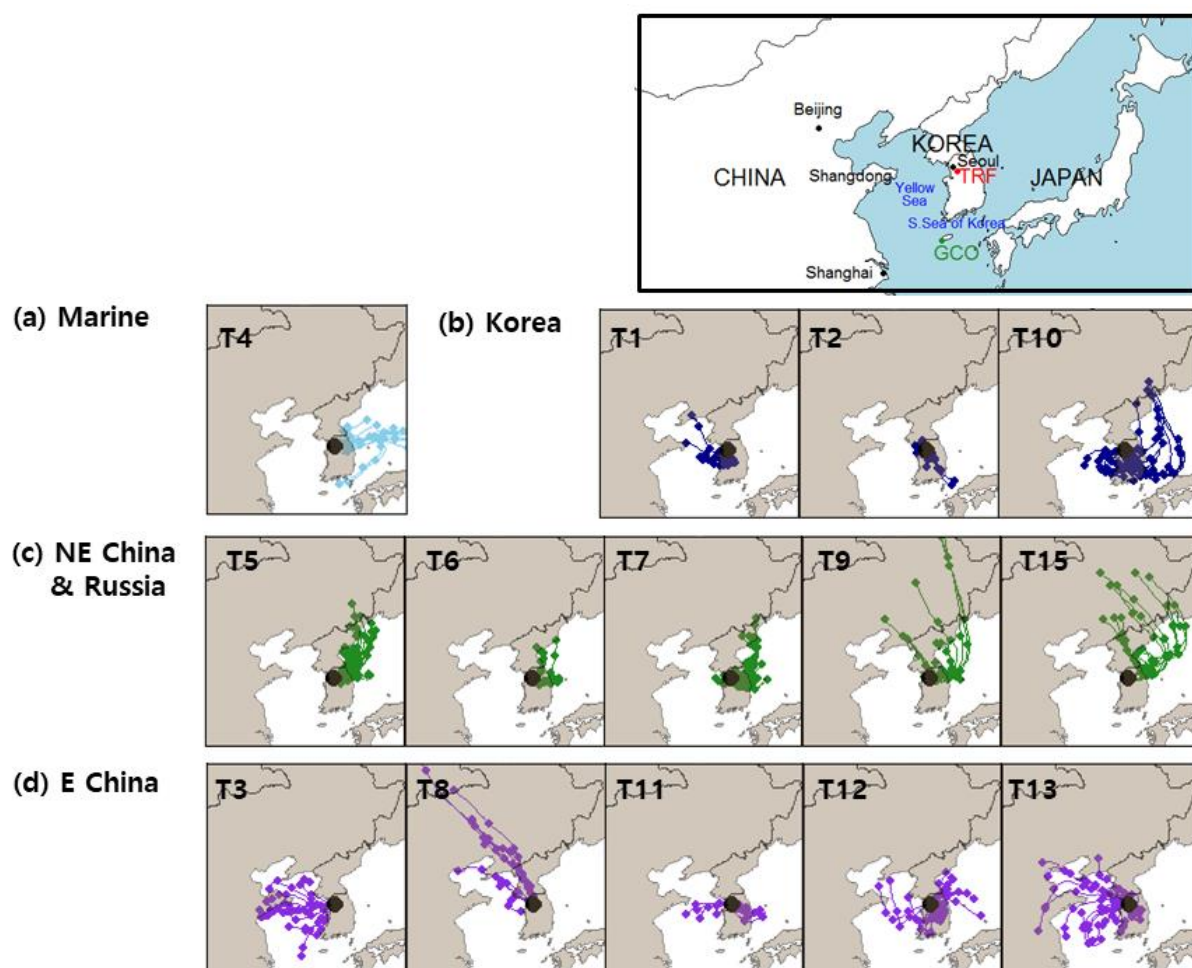 Beijing
KOREA
Seoul
CHINA
Shangdong
TRF
JAPAN
Yellow
Sea
S.Sea of Korea
GCO
Shanghai
(a) Marine
T4
(b) Korea
T1
T2
T10
(c) NE China
& Russia
T5
T6
T7
T9
T15
(d) E China
T3
T8
T11
T12
T13